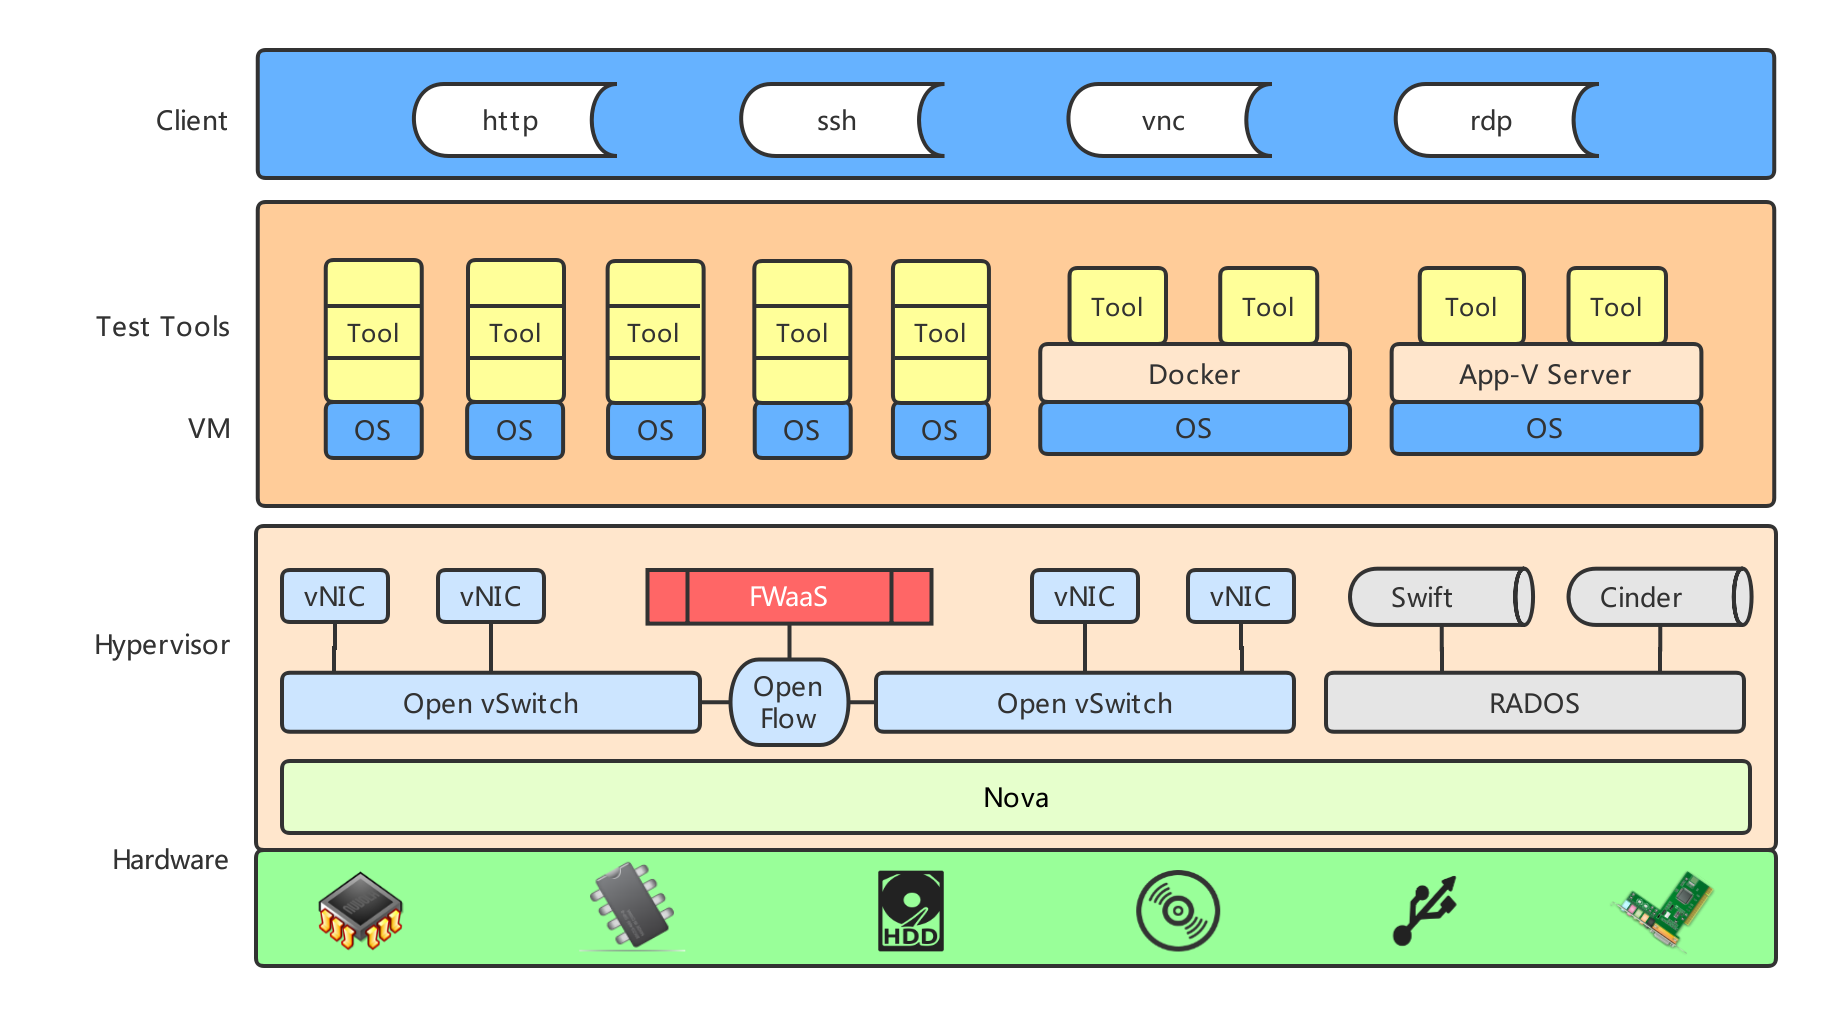 Client
http
ssh
vnc
rdp
Test Tools
Tool
Tool
Tool
Tool
Tool
Tool
Tool
Tool
Tool
Docker
App-V Server
VM
OS
OS
OS
OS
OS
OS
OS
Hypervisor
vNIC
vNIC
FWaaS
vNIC
vNIC
Swift
Cinder
Open vSwitch
Open
Flow
Open vSwitch
RADOS
Nova
Hardware
HDD